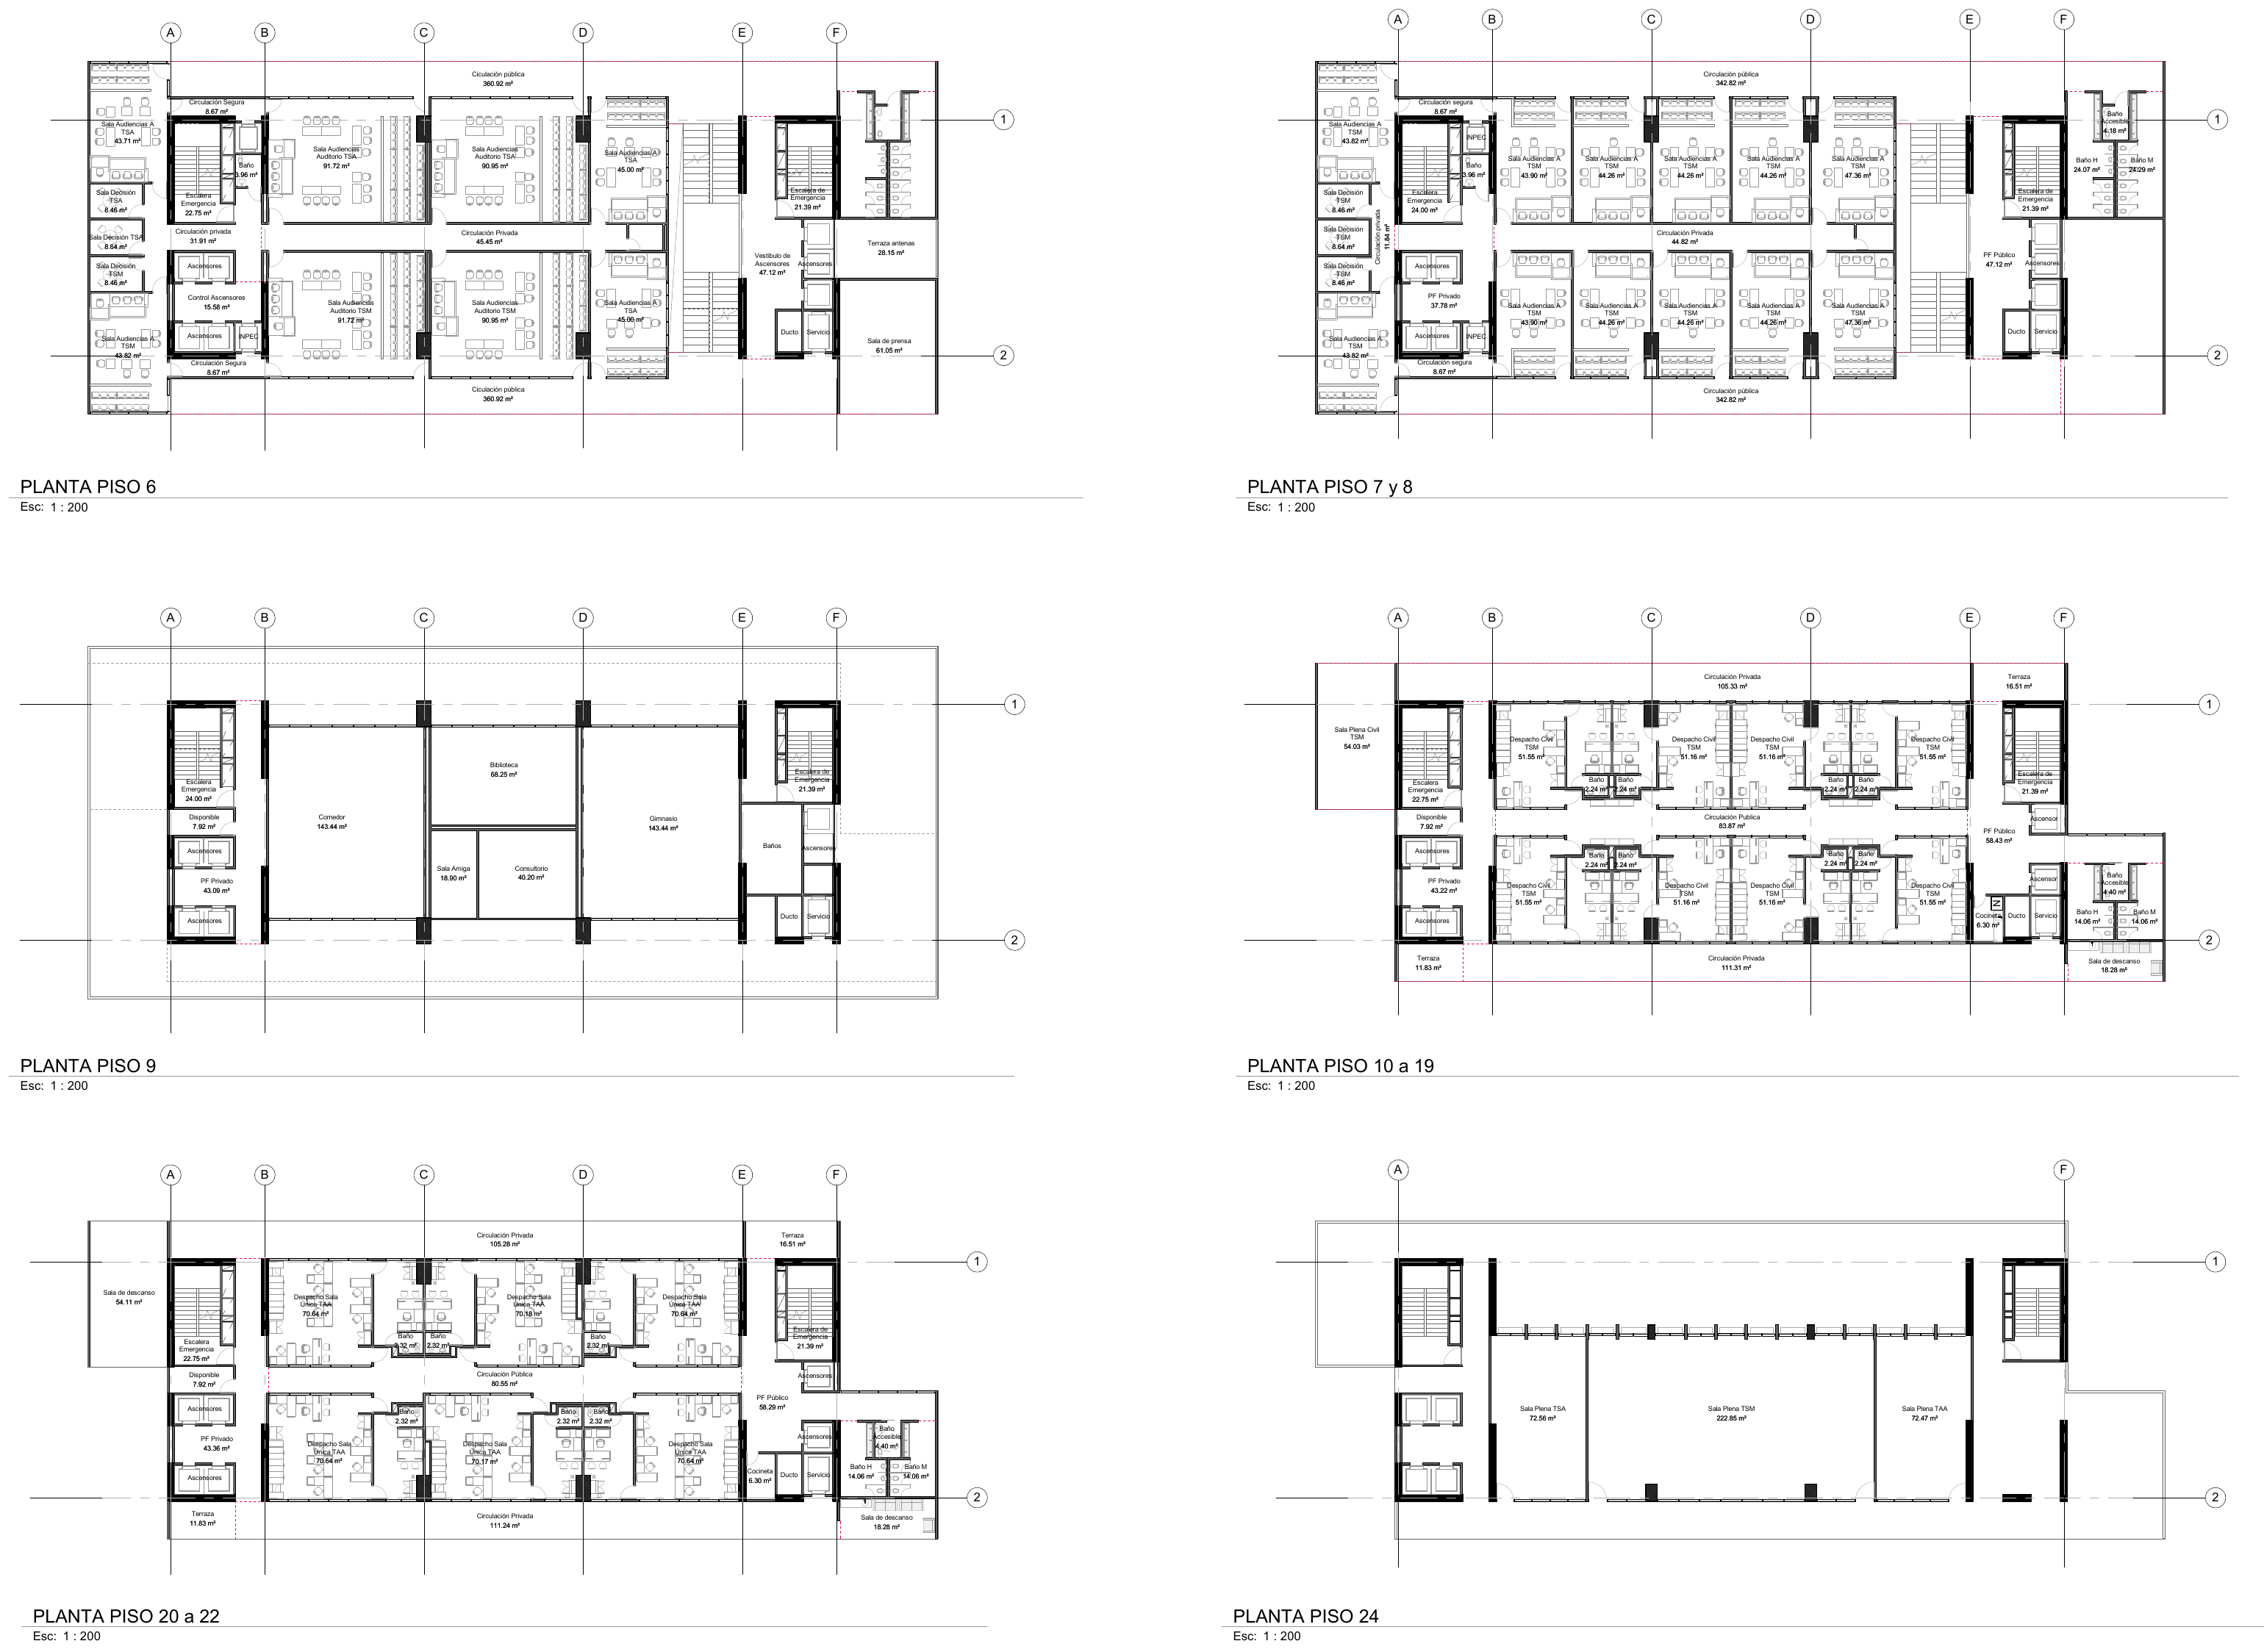 A B C D E F
Circulación pública
360.92 m²
Circulación Segura
8.67 m²
Sala Audiencias A
TSA
43.71 m²
Baño
3.96 m²
Sala Audiencias
Auditorio TSA
91.72 m²
Sala Audiencias
Auditorio TSA
90.95 m²
Sala Audiencias A
TSA
45.00 m²
Sala Decisión
TSA
8.46 m²
Escalera
Emergencia
22.75 m²
Escalera de
Emergencia
21.39 m²
Circulación privada
31.91 m²
Sala Decisión TSA
8.64 m²
Circulación Privada
45.45 m²
Terraza antenas
28.15 m²
Vestibulo de
Ascensores
47.12 m²
Ascensores
Ascensores
Sala Decisión
TSM
8.46 m²
Control Ascensores
15.58 m²
Sala Audiencias
Auditorio TSM
91.72 m²
Sala Audiencias
Auditorio TSM
90.95 m²
Sala Audiencias A
TSA
45.00 m²
Ascensores
INPEC
Ducto
Servicio
Sala de prensa
61.05 m²
Sala Audiencias A
TSM
43.82 m²
Circulación Segura
8.67 m²
Circulación pública
360.92 m²
1
2
PLANTA PISO 6
Esc: 1 : 200
A B C D E F
Circulación pública
342.82 m²
Circulación segura
8.67 m²
Sala Audiencias A
TSM
43.82 m²
INPEC
Baño
3.96 m²
Sala Audiencias A
TSM
43.90 m²
Sala Audiencias A
TSM
44.26 m²
Sala Audiencias A
TSM
44.26 m²
Sala Audiencias A
TSM
44.26 m²
Sala Audiencias A
TSM
47.36 m²
Baño
Accesible
4.18 m²
Baño H
24.07 m²
Baño M
24.29 m²
Sala Decisión
TSM
8.46 m²
Escalera
Emergencia
24.00 m²
Escalera de
Emergencia
21.39 m²
Sala Decisión
TSM
8.64 m²
Circulación privada
11.84 m²
Circulación Privada
44.82 m²
PF Público
47.12 m²
Ascensores
Sala Decisión
TSM
8.46 m²
Ascensores
PF Privado
37.78 m²
Sala Audiencias A
TSM
43.90 m²
Sala Audiencias A
TSM
44.26 m²
Sala Audiencias A
TSM
44.26 m²
Sala Audiencias A
TSM
44.26 m²
Sala Audiencias A
TSM
47.36 m²
Ascensores
INPEC
Ducto
Servicio
Sala Audiencias A
TSM
43.82 m²
Circulación segura
8.67 m²
Circulación pública
342.82 m²
1
2
PLANTA PISO 7 y 8
Esc: 1 : 200
A B C D E F
Escalera
Emergencia
24.00 m²
Disponible
7.92 m²
Ascensores
PF Privado
43.09 m²
Ascensores
Comedor
143.44 m²
Biblioteca
68.25 m²
Sala Amiga
18.90 m²
Consultorio
40.20 m²
Gimnasio
143.44 m²
Escalera de
Emergencia
21.39 m²
Baños
Ascensores
Ducto
Servicio
1
2
PLANTA PISO 9
Esc: 1 : 200
A B C D E F
Circulación Privada
105.33 m²
Terraza
16.51 m²
Sala Plena Civil
TSM
54.03 m²
Despacho Civil
TSM
51.55 m²
Despacho Civil
TSM
51.16 m²
Despacho Civil
TSM
51.16 m²
Despacho Civil
TSM
51.55 m²
Baño
2.24 m²
Baño
2.24 m²
Baño
2.24 m²
Baño
2.24 m²
Escalera
Emergencia
22.75 m²
Escalera de
Emergencia
21.39 m²
Disponible
7.92 m²
Circulación Publica
83.87 m²
Ascensor
PF Público
58.43 m²
Ascensores
PF Privado
43.22 m²
Baño
2.24 m²
Baño
2.24 m²
Baño
2.24 m²
Baño
2.24 m²
Despacho Civil
TSM
51.55 m²
Despacho Civil
TSM
51.16 m²
Despacho Civil
TSM
51.16 m²
Despacho Civil
TSM
51.55 m²
Ascensor
Baño
Accesible
4.40 m²
Ascensores
Cocineta
6.30 m²
Ducto
Servicio
Baño H
14.06 m²
Baño M
14.06 m²
Terraza
11.83 m²
Circulación Privada
111.31 m²
Sala de descanso
18.28 m²
1
2
PLANTA PISO 10 a 19
Esc: 1 : 200
A B C D E F
Circulación Privada
105.28 m²
Terraza
16.51 m²
Sala de descanso
54.11 m²
Despacho Sala
Única TAA
70.64 m²
Despacho Sala
Única TAA
70.18 m²
Despacho Sala
Única TAA
70.64 m²
Baño
2.32 m²
Baño
2.32 m²
Baño
2.32 m²
Escalera
Emergencia
22.75 m²
Escalera de
Emergencia
21.39 m²
Disponible
7.92 m²
Circulación Pública
80.55 m²
Ascensores
PF Público
58.29 m²
Ascensores
PF Privado
43.36 m²
Baño
2.32 m²
Baño
2.32 m²
Baño
2.32 m²
Despacho Sala
Única TAA
70.64 m²
Despacho Sala
Única TAA
70.17 m²
Despacho Sala
Única TAA
70.64 m²
Ascensores
Baño
Accesible
4.40 m²
Ascensores
Cocineta
6.30 m²
Ducto
Servicio
Baño H
14.06 m²
Baño M
14.06 m²
Terraza
11.83 m²
Circulación Privada
111.24 m²
Sala de descanso
18.28 m²
1
2
PLANTA PISO 20 a 22
Esc: 1 : 200
A F
Sala Plena TSA
72.56 m²
Sala Plena TSM
222.85 m²
Sala Plena TAA
72.47 m²
1
2
PLANTA PISO 24
Esc: 1 : 200